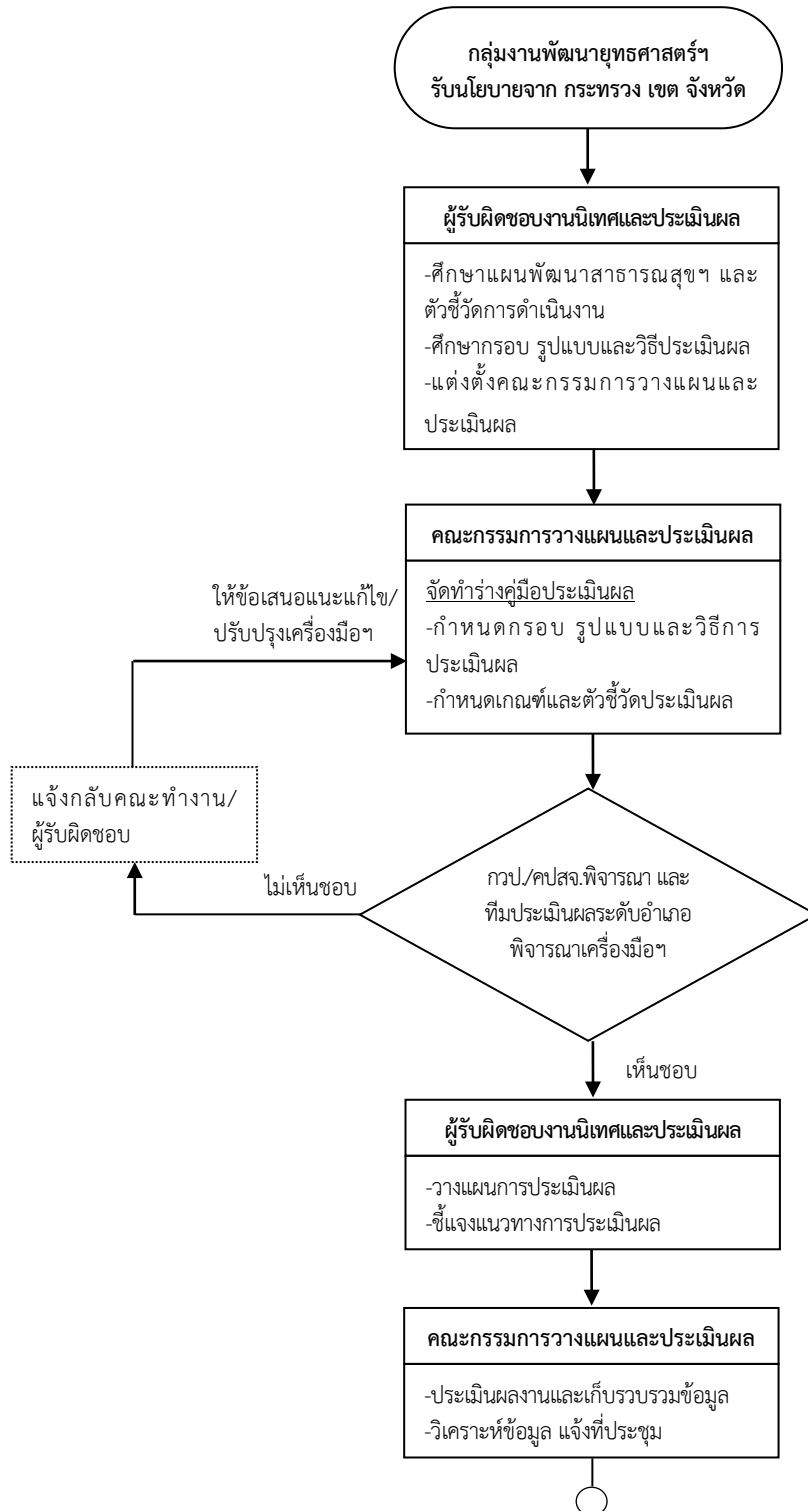 กลุ่มงานพัฒนายุทธศาสตร์ฯ
รับนโยบายจาก กระทรวง เขต จังหวัด
ผู้รับผิดชอบงานนิเทศและประเมินผล
-ศึกษาแผนพัฒนาสาธารณสุขฯ และ
ตัวชี้วัดการดำเนินงาน
-ศึกษากรอบ รูปแบบและวิธีประเมินผล
-แต่งตั้งคณะกรรมการวางแผนและ
ประเมินผล
คณะกรรมการวางแผนและประเมินผล
จัดทำร่างคู่มือประเมินผล
-กำหนดกรอบ รูปแบบและวิธีการ
ประเมินผล
-กำหนดเกณฑ์และตัวชี้วัดประเมินผล
ให้ข้อเสนอแนะแก้ไข/
ปรับปรุงเครื่องมือฯ
แจ้งกลับคณะทำงาน/
ผู้รับผิดชอบ
ไม่เห็นชอบ
กวป./คปสจ.พิจารณา และ
ทีมประเมินผลระดับอำเภอ
พิจารณาเครื่องมือฯ
เห็นชอบ
ผู้รับผิดชอบงานนิเทศและประเมินผล
-วางแผนการประเมินผล
-ชี้แจงแนวทางการประเมินผล
คณะกรรมการวางแผนและประเมินผล
-ประเมินผลงานและเก็บรวบรวมข้อมูล
-วิเคราะห์ข้อมูล แจ้งที่ประชุม